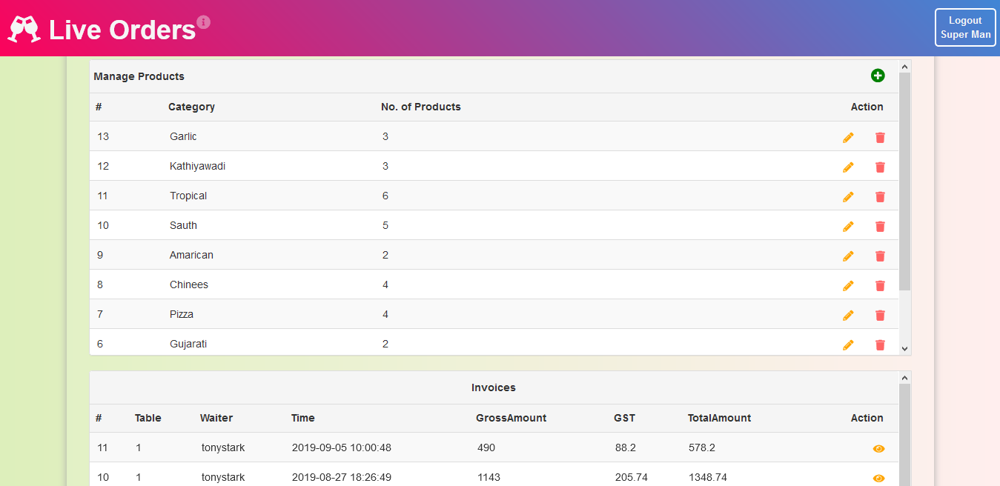 Live Orders
i
Logout
Super Man
Manage Products
# Category No. of Products Action
13 Garlic 3
12 Kathiyawadi 3
11 Tropical 6
10 Sauth 5
9 Amarican 2
8 Chinees 4
7 Pizza 4
6 Gujarati 2
Invoices
# Table Waiter Time GrossAmount GST TotalAmount Action
11 1 tonystark 2019-09-05 10:00:48 490 88.2 578.2
10 1 tonystark 2019-08-27 18:26:49 1143 205.74 1348.74